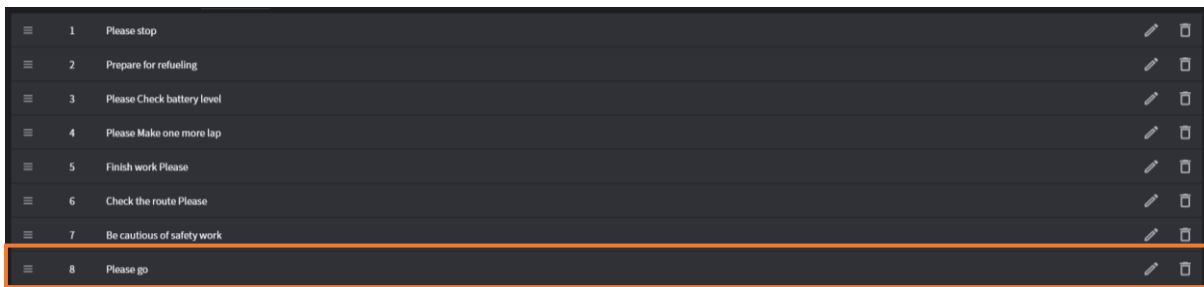 1 Please stop
2 Prepare for refueling
3 Please Check battery level
4 Please Make one more lap
5 Finish work Please
6 Check the route Please
7 Be cautious of safety work
8 Please go